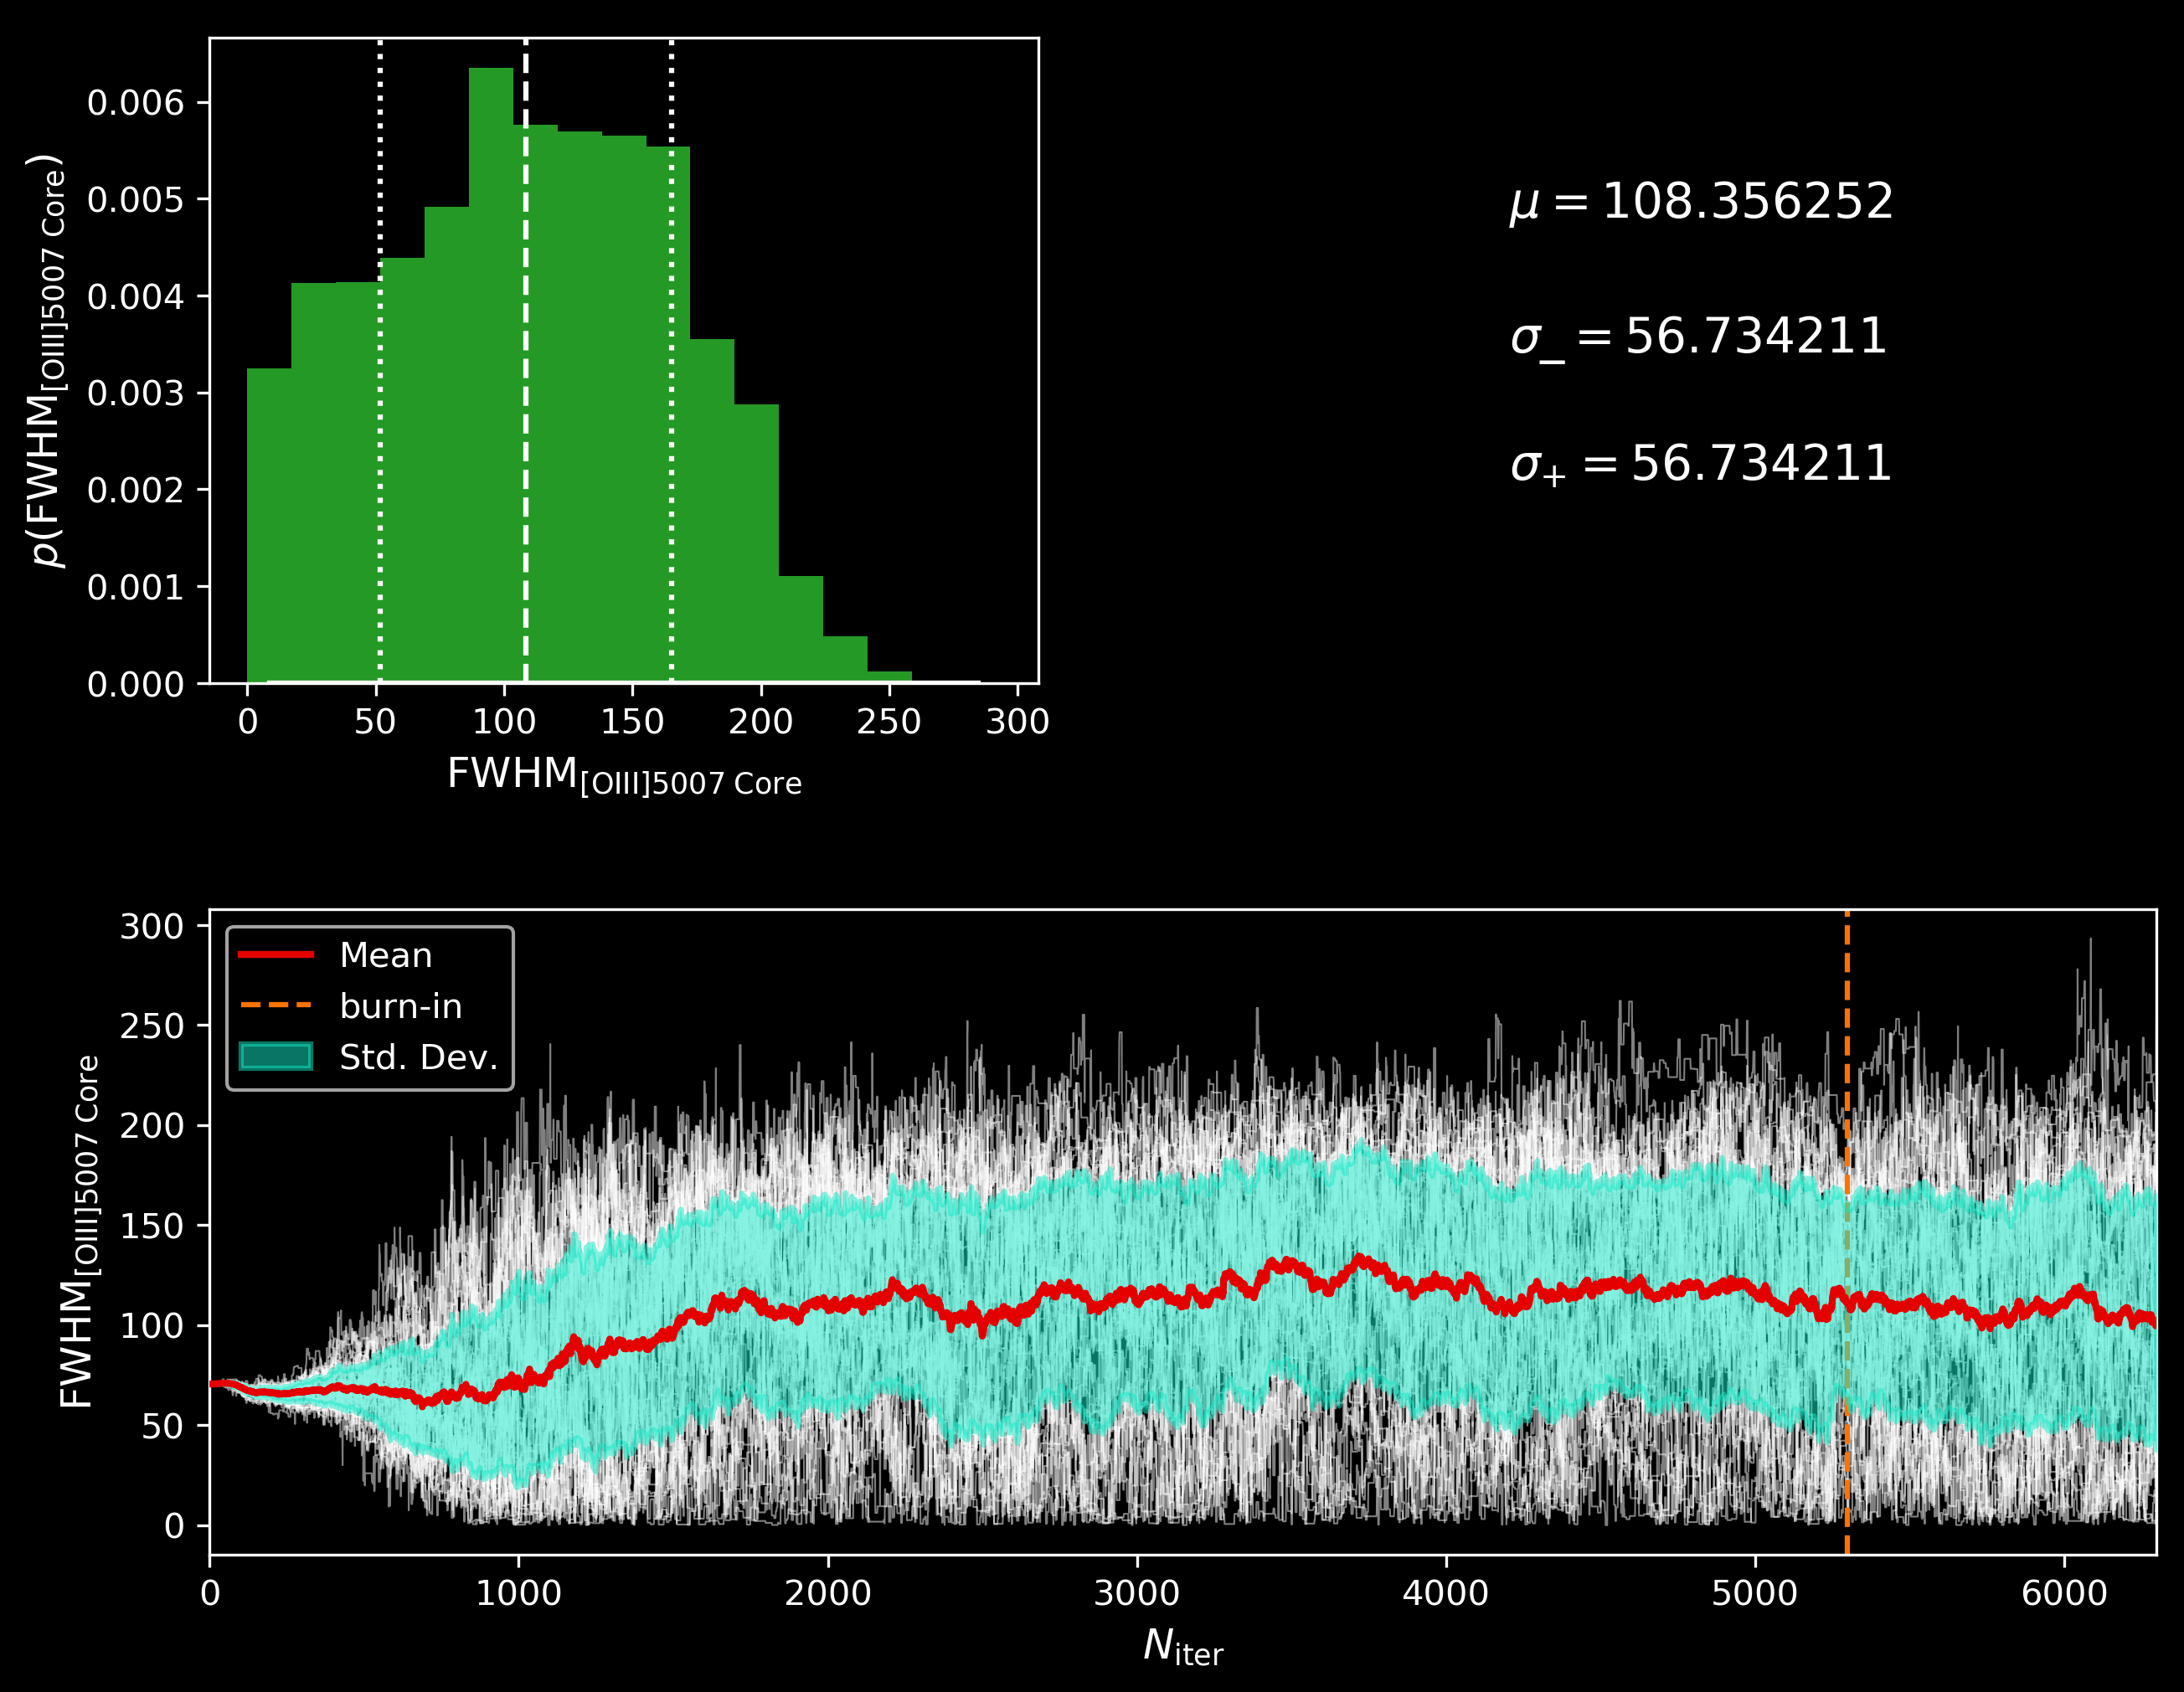 0.006
0.005
0.004
0.003
0.002
0.001
0.000
p(FWHM[OIII]5007 Core)
0 50 100 150 200 250 300
FWHM[OIII]5007 Core
μ = 108.356252
σ− = 56.734211
σ+ = 56.734211
300
250
200
150
100
50
0
FWHM[OIII]5007 Core
Mean
burn-in
Std. Dev.
0 1000 2000 3000 4000 5000 6000
Niter